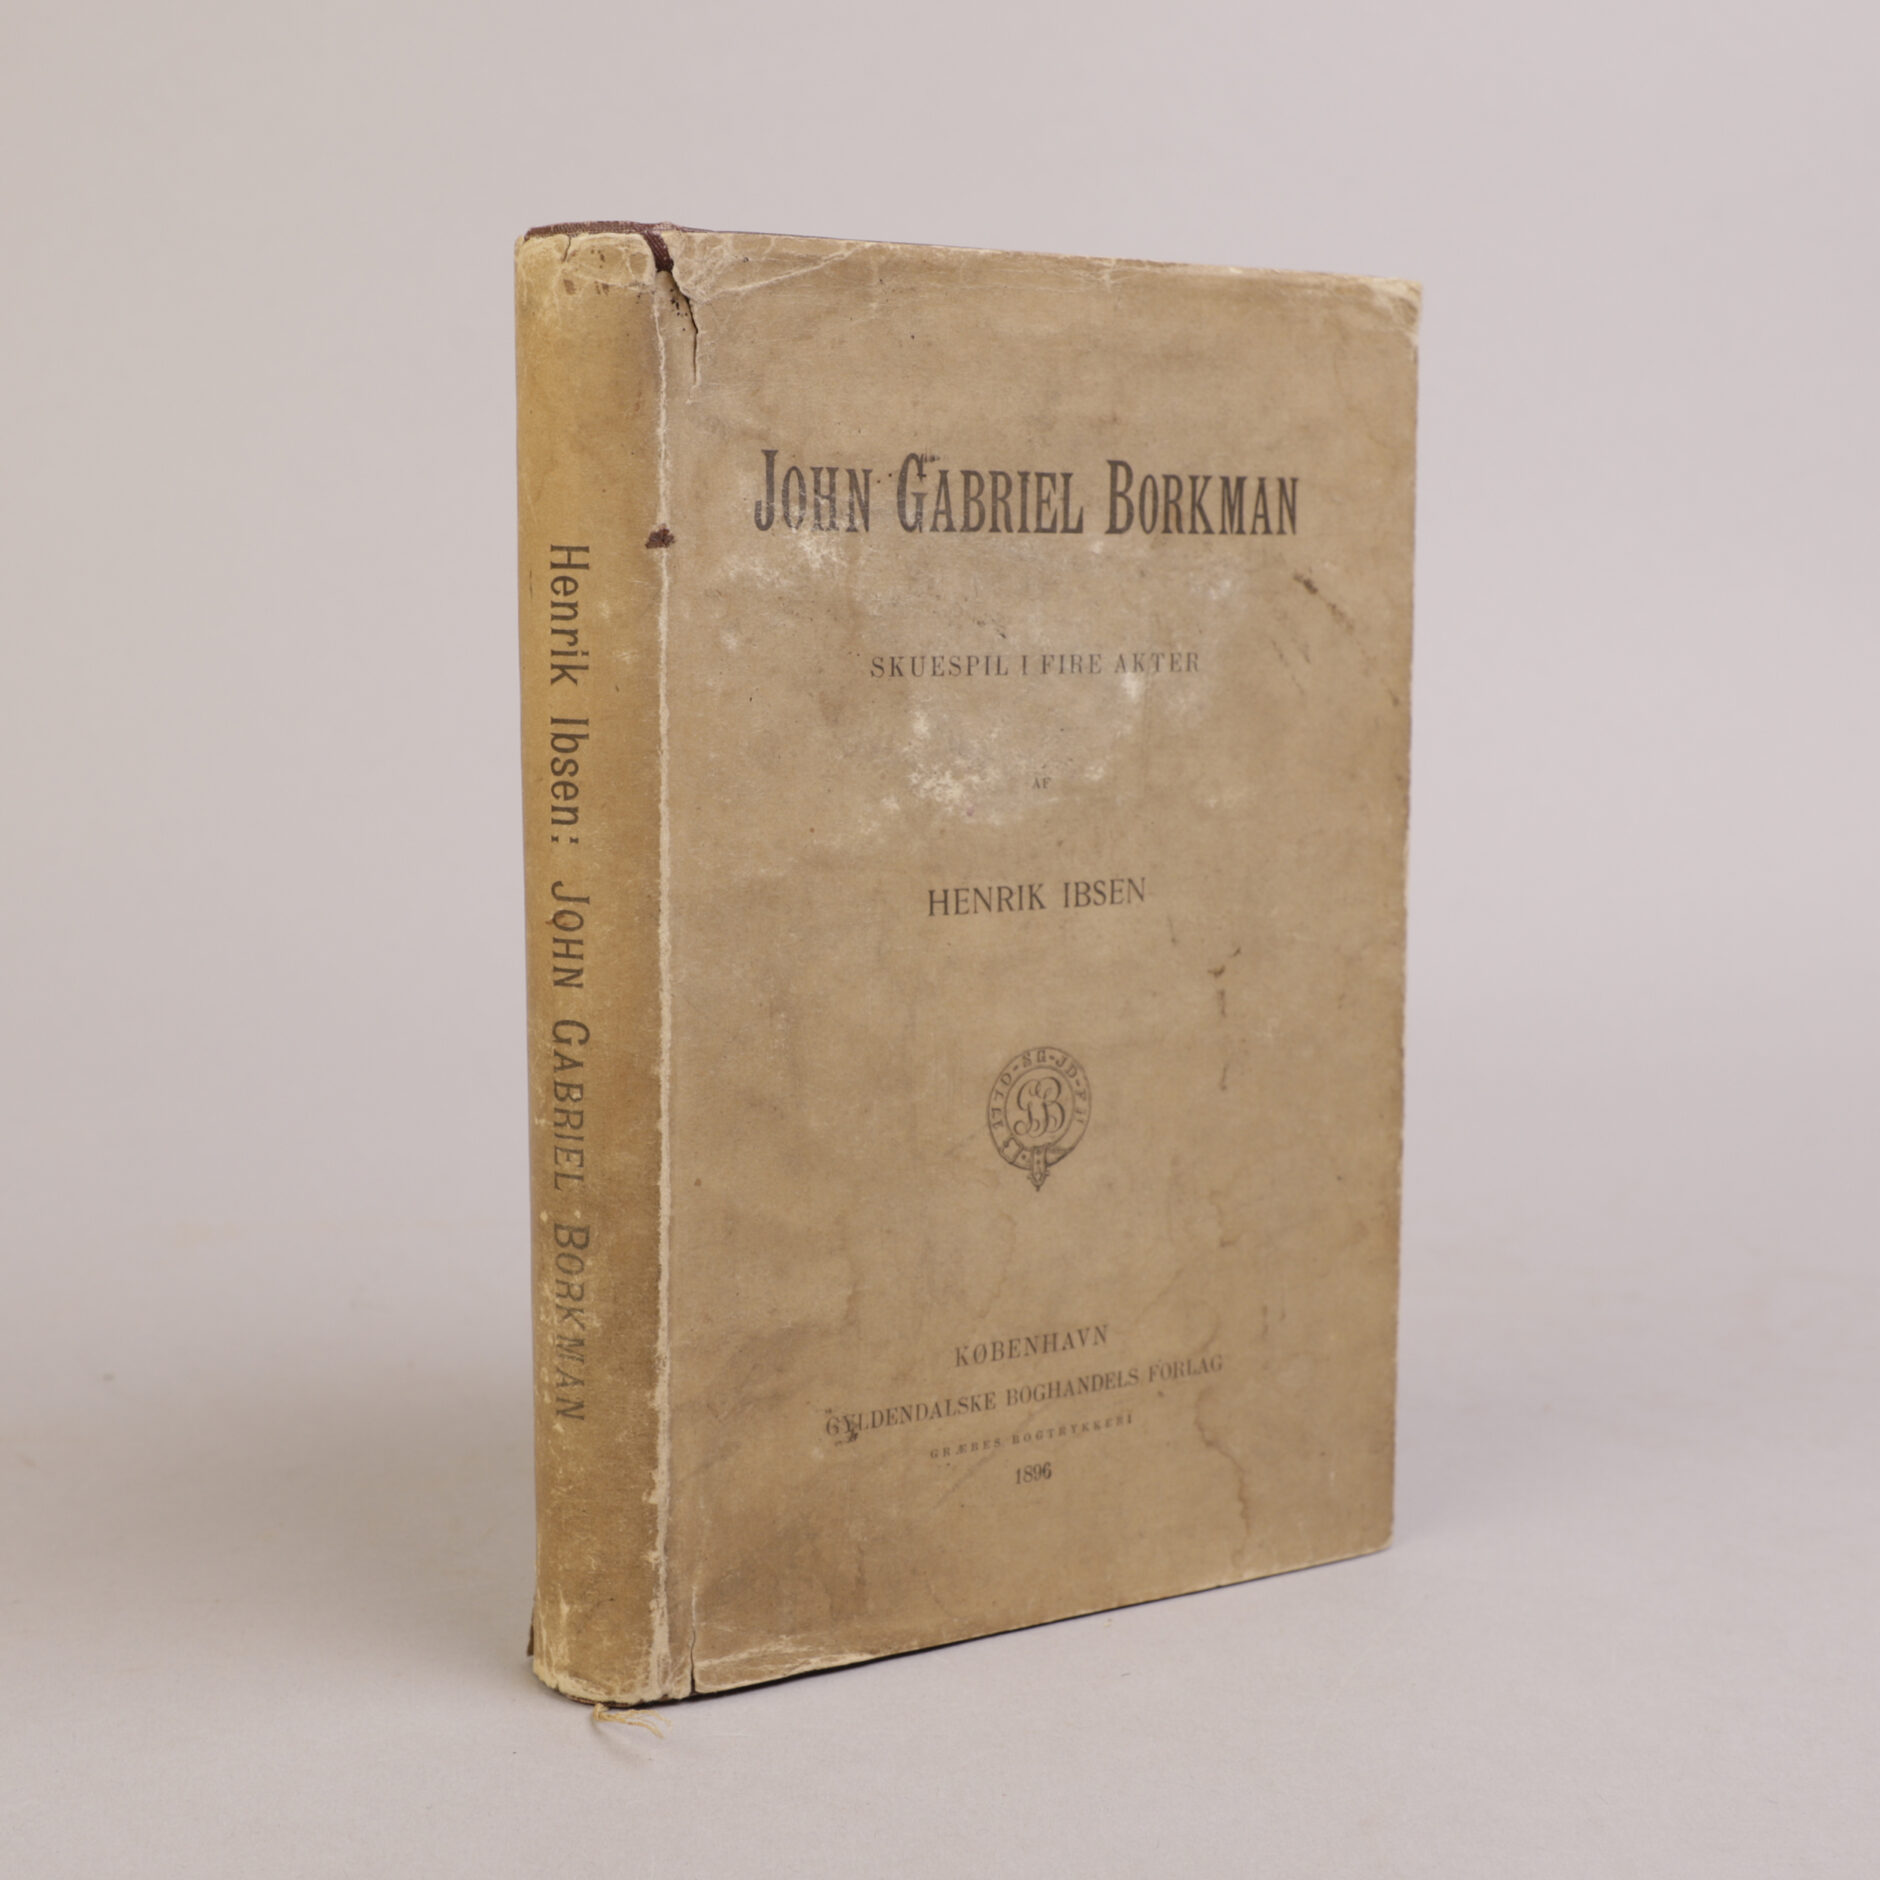 Henrik Ibsen: JOHN GABRIEL BORKMAN
JOHN GABRIEL BORKMAN
SKUESPIL I FIRE AKTER
AF
HENRIK IBSEN
GB
KØBENHAVN
GYLDENDALSKE BOGHANDELS FORLAG
GRÆBES BOGTRYKKERI
1896